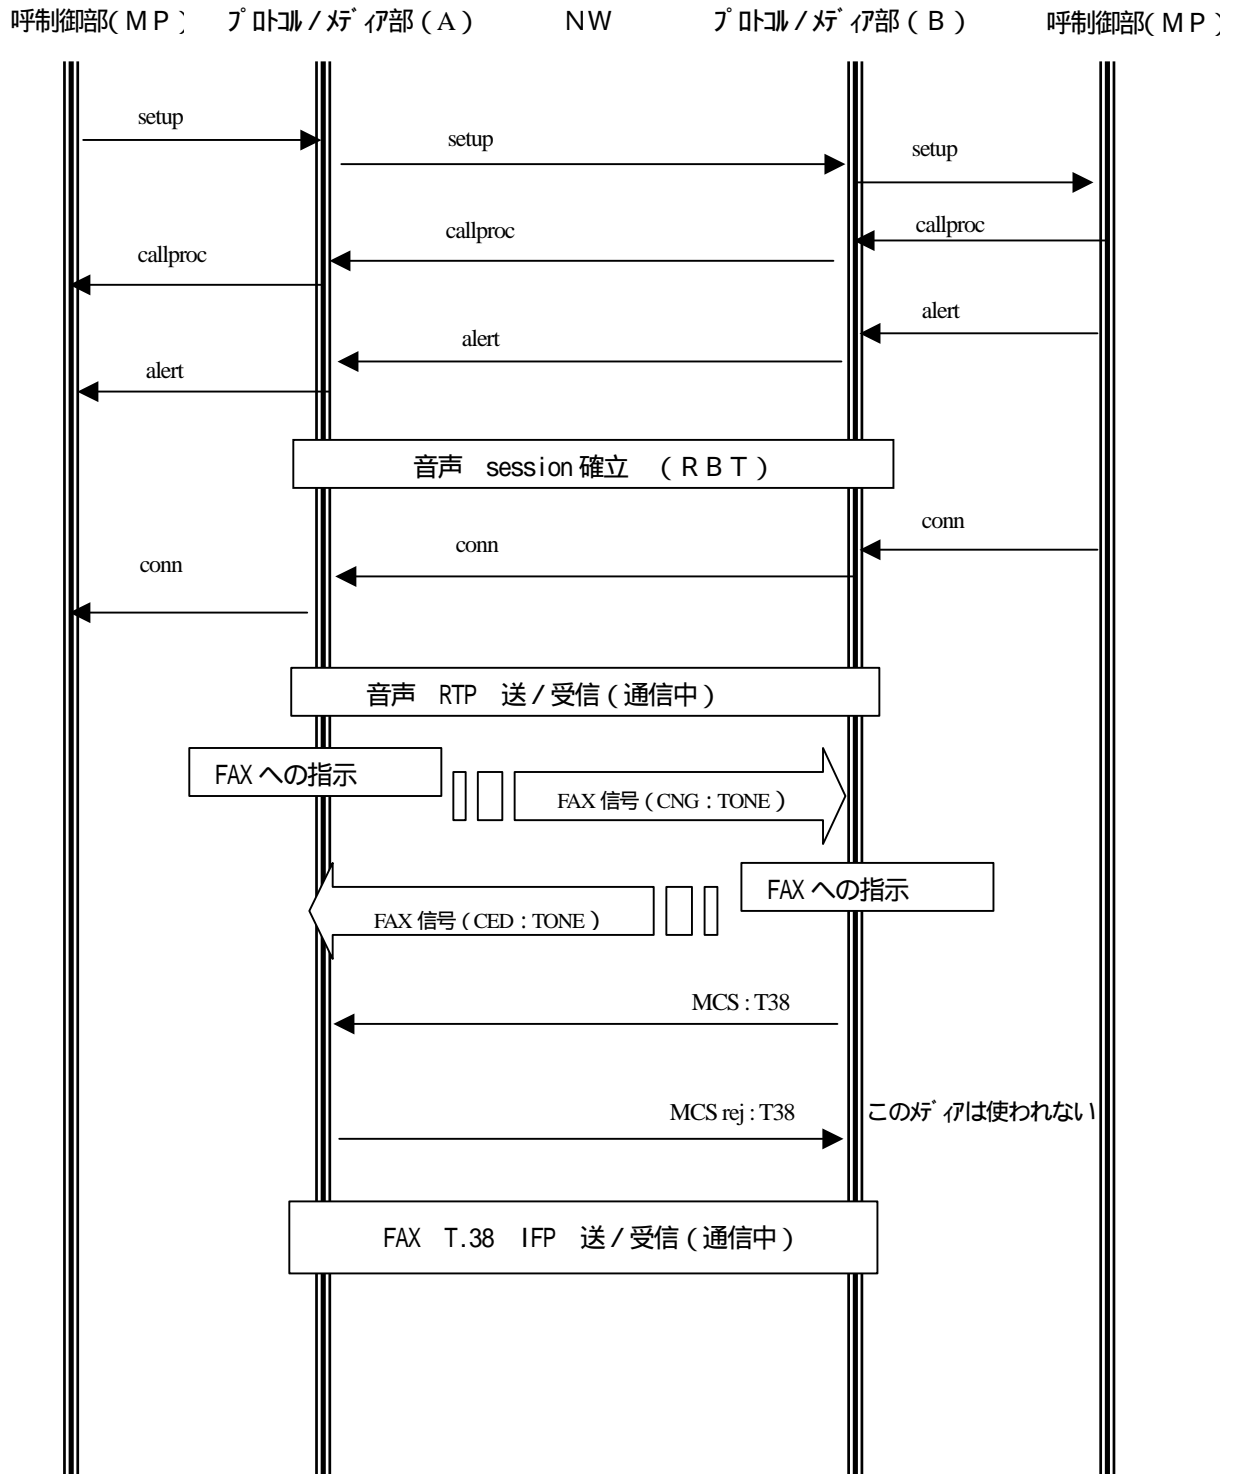 呼制御部(ＭＰ)
ﾌﾟﾛﾄｺﾙ／ﾒﾃﾞｨｱ部（A）
ＮＷ
ﾌﾟﾛﾄｺﾙ／ﾒﾃﾞｨｱ部（Ｂ）
呼制御部(ＭＰ)
setup
setup
setup
callproc
callproc
callproc
alert
alert
alert
音声　session 確立　（ＲＢＴ）
conn
conn
conn
音声　RTP　送／受信（通信中）
FAX への指示
FAX 信号（CNG：TONE）
FAX への指示
FAX 信号（CED：TONE）
MCS : T38
MCS rej : T38
このﾒﾃﾞｨｱは使われない
FAX　T.38　IFP　送／受信（通信中）